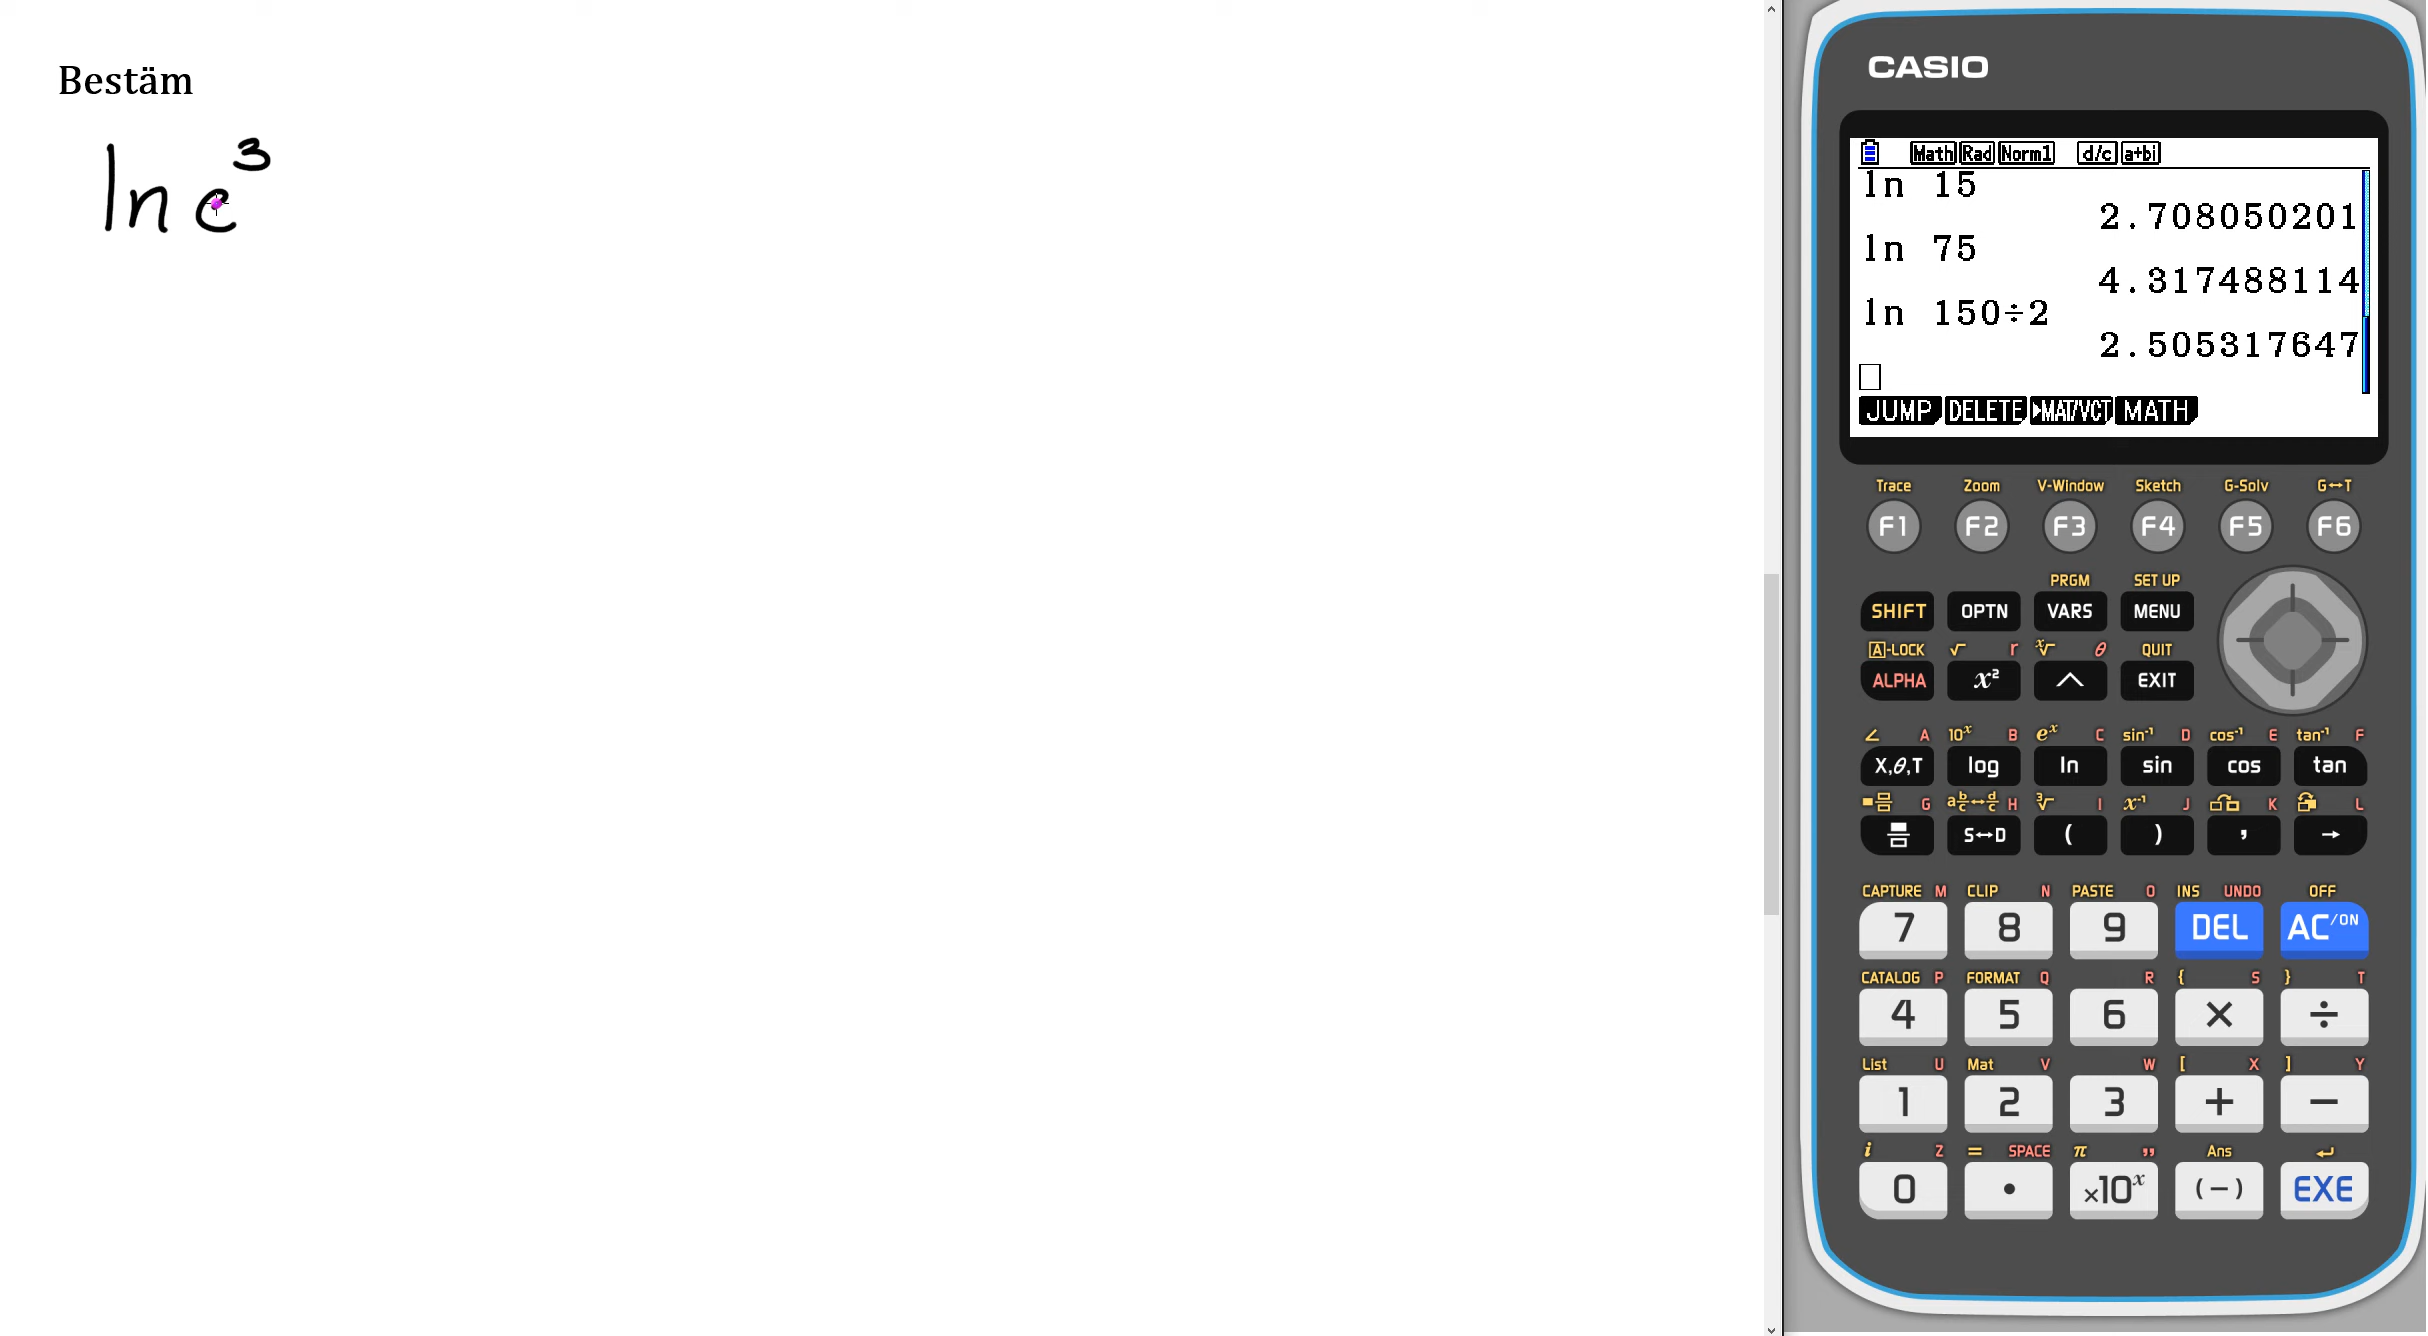 Bestäm
ln e³
CASIO
Math Rad Norm1 d/c a+bi
ln 15
2.708050201
ln 75
4.317488114
ln 150÷2
2.505317647
JUMP DELETE ▶MAT/VCT MATH
Trace Zoom V-Window Sketch G-Solv G↔T
F1 F2 F3 F4 F5 F6
PRGM SET UP
SHIFT OPTN VARS MENU
A-LOCK √ r ˣ√ θ QUIT
ALPHA x² ^ EXIT
∠ A 10ˣ B eˣ C sin⁻¹ D cos⁻¹ E tan⁻¹ F
X,θ,T log ln sin cos tan
G a b/c↔d/c H ³√ I x⁻¹ J K L
S↔D ( ) , →
CAPTURE M CLIP N PASTE O INS UNDO OFF
7 8 9 DEL AC/ON
CATALOG P FORMAT Q R { S } T
4 5 6 × ÷
List U Mat V W [ X ] Y
1 2 3 + −
i Z = SPACE π " Ans ↵
0 • ×10ˣ (−) EXE